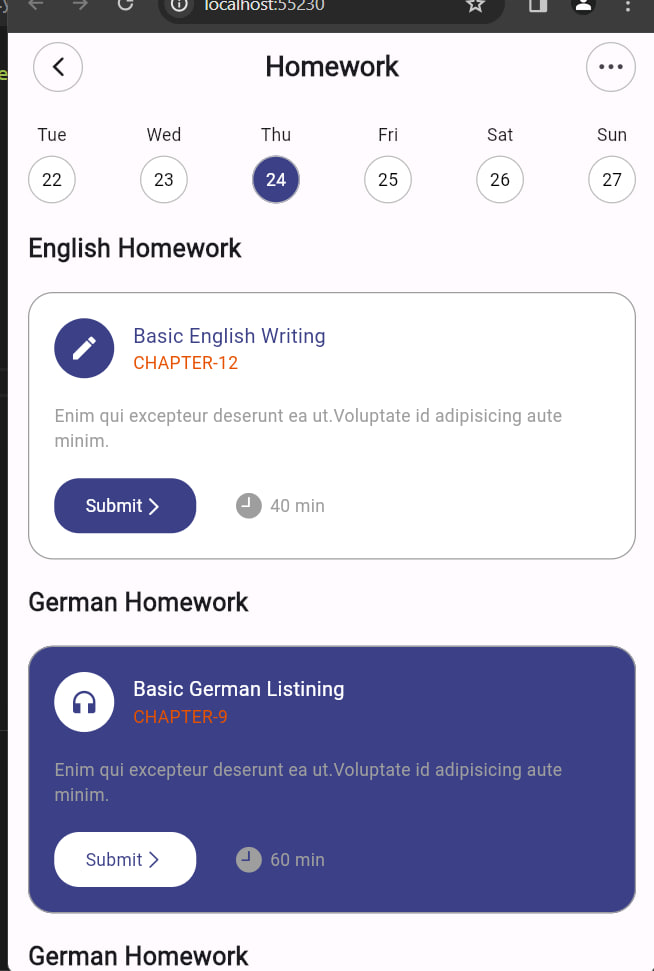 localhost:55230
Homework
Tue Wed Thu Fri Sat Sun
22 23 24 25 26 27
English Homework
Basic English Writing
CHAPTER-12
Enim qui excepteur deserunt ea ut.Voluptate id adipisicing aute
minim.
Submit 40 min
German Homework
Basic German Listining
CHAPTER-9
Enim qui excepteur deserunt ea ut.Voluptate id adipisicing aute
minim.
Submit 60 min
German Homework